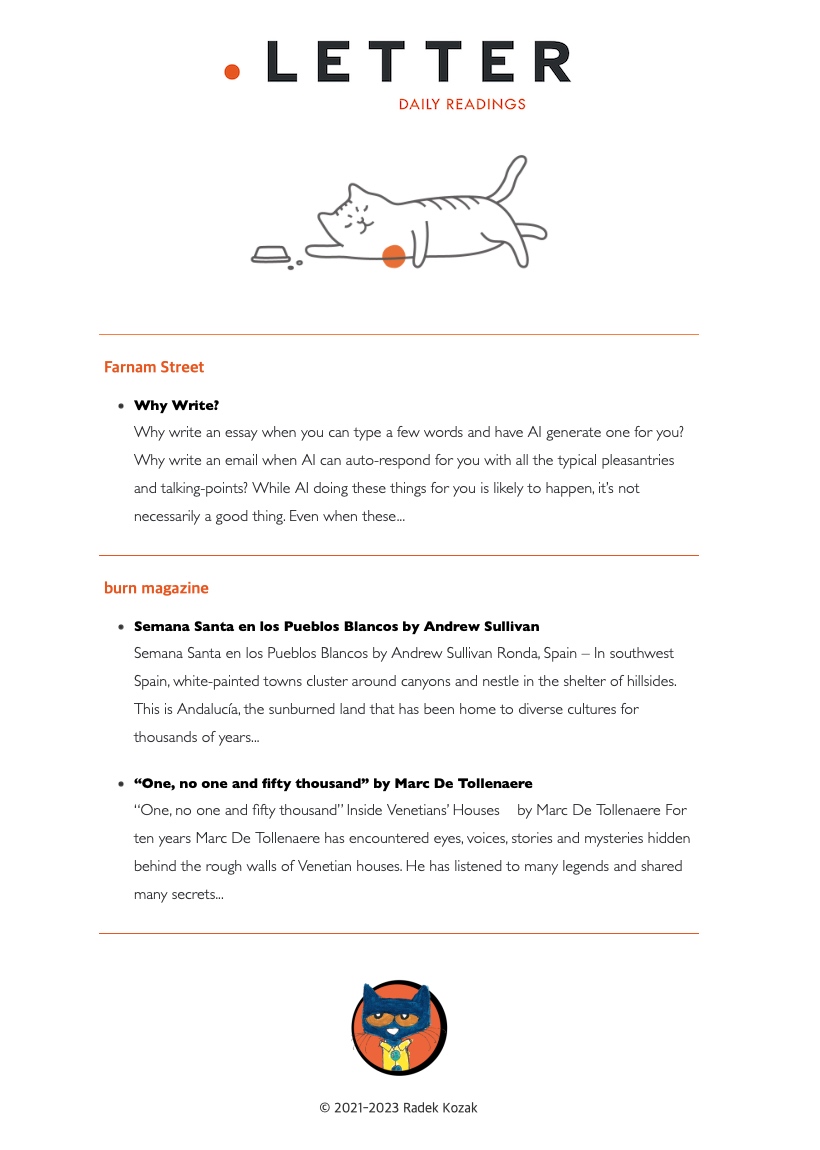 LETTER
DAILY READINGS
Farnam Street
• Why Write?
Why write an essay when you can type a few words and have AI generate one for you?
Why write an email when AI can auto-respond for you with all the typical pleasantries
and talking-points? While AI doing these things for you is likely to happen, it’s not
necessarily a good thing. Even when these...
burn magazine
• Semana Santa en los Pueblos Blancos by Andrew Sullivan
Semana Santa en los Pueblos Blancos by Andrew Sullivan Ronda, Spain – In southwest
Spain, white-painted towns cluster around canyons and nestle in the shelter of hillsides.
This is Andalucía, the sunburned land that has been home to diverse cultures for
thousands of years...
• “One, no one and fifty thousand” by Marc De Tollenaere
“One, no one and fifty thousand” Inside Venetians’ Houses by Marc De Tollenaere For
ten years Marc De Tollenaere has encountered eyes, voices, stories and mysteries hidden
behind the rough walls of Venetian houses. He has listened to many legends and shared
many secrets...
© 2021-2023 Radek Kozak